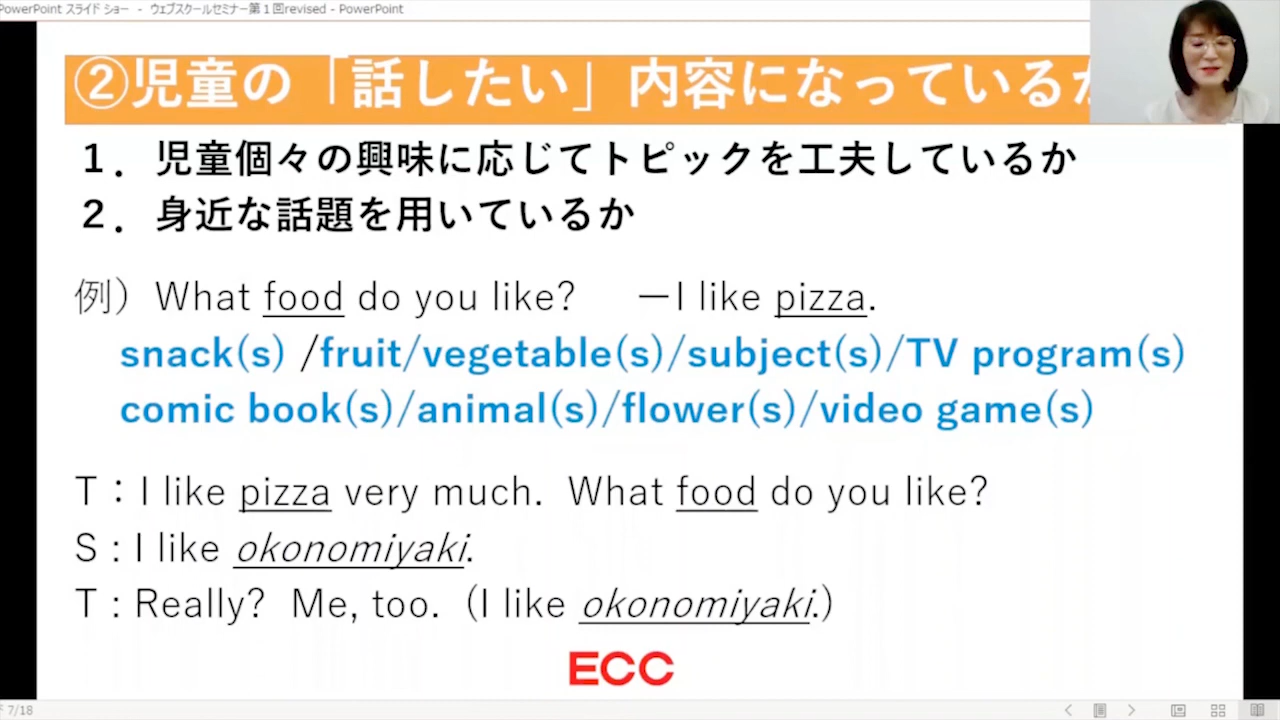 PowerPoint スライド ショー - ウェブスクールセミナー第1回revised - PowerPoint
②児童の「話したい」内容になっているか
１．児童個々の興味に応じてトピックを工夫しているか
２．身近な話題を用いているか
例）What food do you like? ーI like pizza.
snack(s) /fruit/vegetable(s)/subject(s)/TV program(s)
comic book(s)/animal(s)/flower(s)/video game(s)
T：I like pizza very much. What food do you like?
S : I like okonomiyaki.
T : Really? Me, too. (I like okonomiyaki.)
ECC
7/18